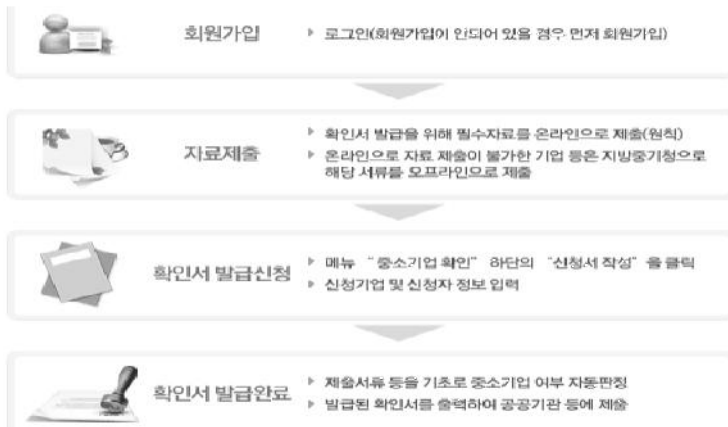 회원가입
로그인(회원가입이 안되어 있을 경우 먼저 회원가입)
자료제출
확인서 발급을 위해 필수자료를 온라인으로 제출(원칙)
온라인으로 자료 제출이 불가한 기업 등은 지방중기청으로
해당 서류를 오프라인으로 제출
확인서 발급신청
메뉴 “중소기업 확인” 하단의 “신청서 작성”을 클릭
신청기업 및 신청자 정보 입력
확인서 발급완료
제출서류 등을 기초로 중소기업 여부 자동판정
발급된 확인서를 출력하여 공공기관 등에 제출